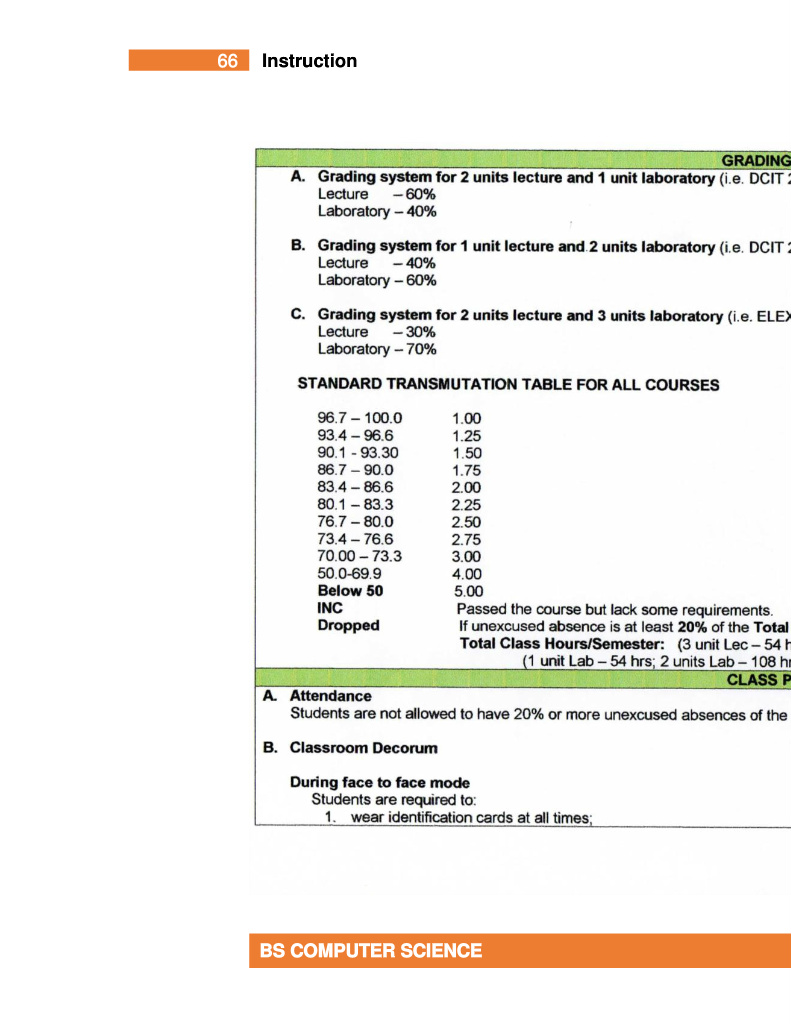 66 Instruction
GRADING
A. Grading system for 2 units lecture and 1 unit laboratory (i.e. DCIT
Lecture – 60%
Laboratory – 40%
B. Grading system for 1 unit lecture and 2 units laboratory (i.e. DCIT
Lecture – 40%
Laboratory – 60%
C. Grading system for 2 units lecture and 3 units laboratory (i.e. ELEX
Lecture – 30%
Laboratory – 70%
STANDARD TRANSMUTATION TABLE FOR ALL COURSES
96.7 – 100.0 1.00
93.4 – 96.6 1.25
90.1 - 93.30 1.50
86.7 – 90.0 1.75
83.4 – 86.6 2.00
80.1 – 83.3 2.25
76.7 – 80.0 2.50
73.4 – 76.6 2.75
70.00 – 73.3 3.00
50.0-69.9 4.00
Below 50 5.00
INC Passed the course but lack some requirements.
Dropped If unexcused absence is at least 20% of the Total
Total Class Hours/Semester: (3 unit Lec – 54
(1 unit Lab – 54 hrs; 2 units Lab – 108
CLASS P
A. Attendance
Students are not allowed to have 20% or more unexcused absences of the
B. Classroom Decorum
During face to face mode
Students are required to:
1. wear identification cards at all times;
BS COMPUTER SCIENCE